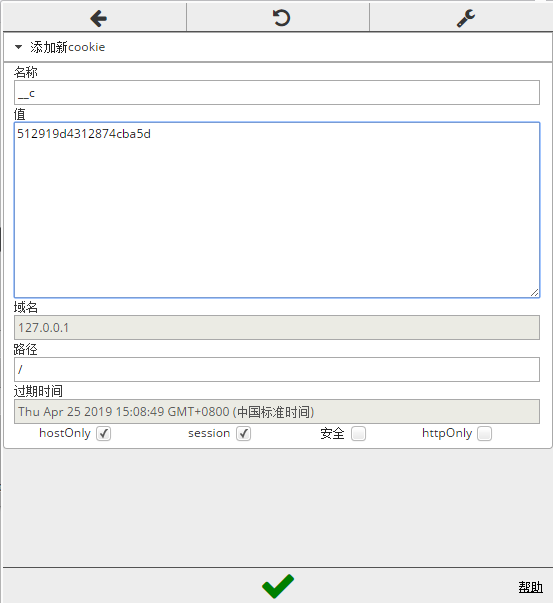 添加新cookie
名称
__c
值
512919d4312874cba5d
域名
127.0.0.1
路径
/
过期时间
Thu Apr 25 2019 15:08:49 GMT+0800 (中国标准时间)
hostOnly session 安全 httpOnly
帮助